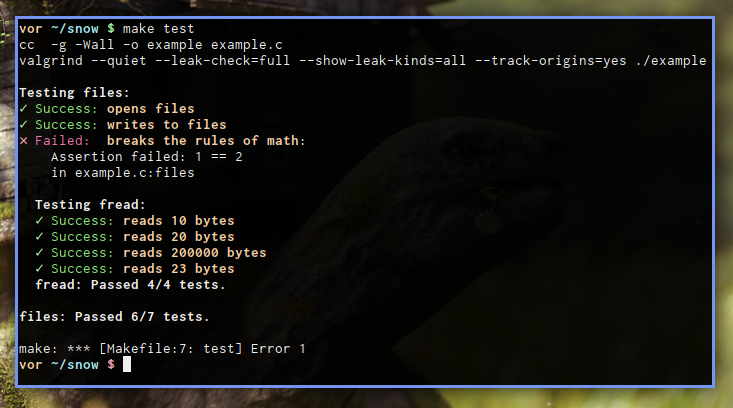 vor ~/snow $ make test
cc  -g -Wall -o example example.c
valgrind --quiet --leak-check=full --show-leak-kinds=all --track-origins=yes ./example

Testing files:
✓ Success: opens files
✓ Success: writes to files
✕ Failed:  breaks the rules of math:
    Assertion failed: 1 == 2
    in example.c:files

  Testing fread:
  ✓ Success: reads 10 bytes
  ✓ Success: reads 20 bytes
  ✓ Success: reads 200000 bytes
  ✓ Success: reads 23 bytes
  fread: Passed 4/4 tests.

files: Passed 6/7 tests.

make: *** [Makefile:7: test] Error 1
vor ~/snow $